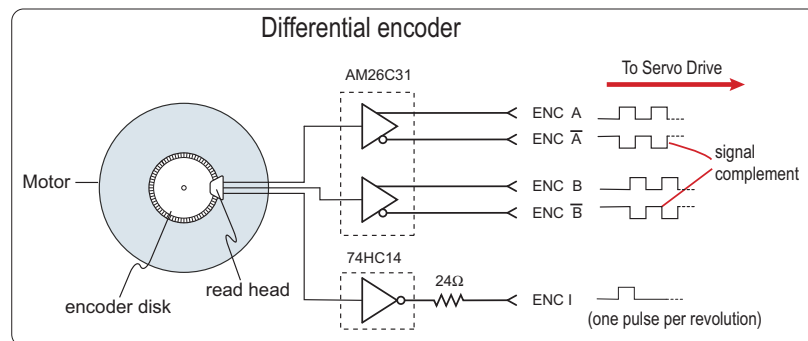 Differential encoder
AM26C31
To Servo Drive
ENC A
ENC A̅
signal
complement
Motor
ENC B
ENC B̅
74HC14
24Ω
encoder disk
read head
ENC I
(one pulse per revolution)